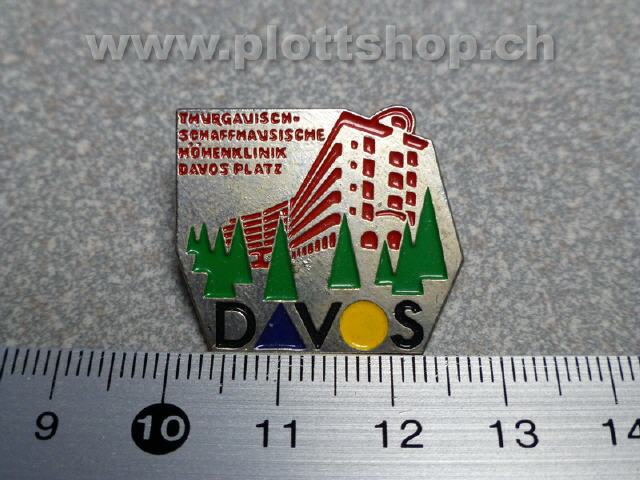 www.plottshop.ch
THURGAUISCH-
SCHAFFHAUSISCHE
HÖHENKLINIK
DAVOS PLATZ
DAVOS
9 10 11 12 13 14